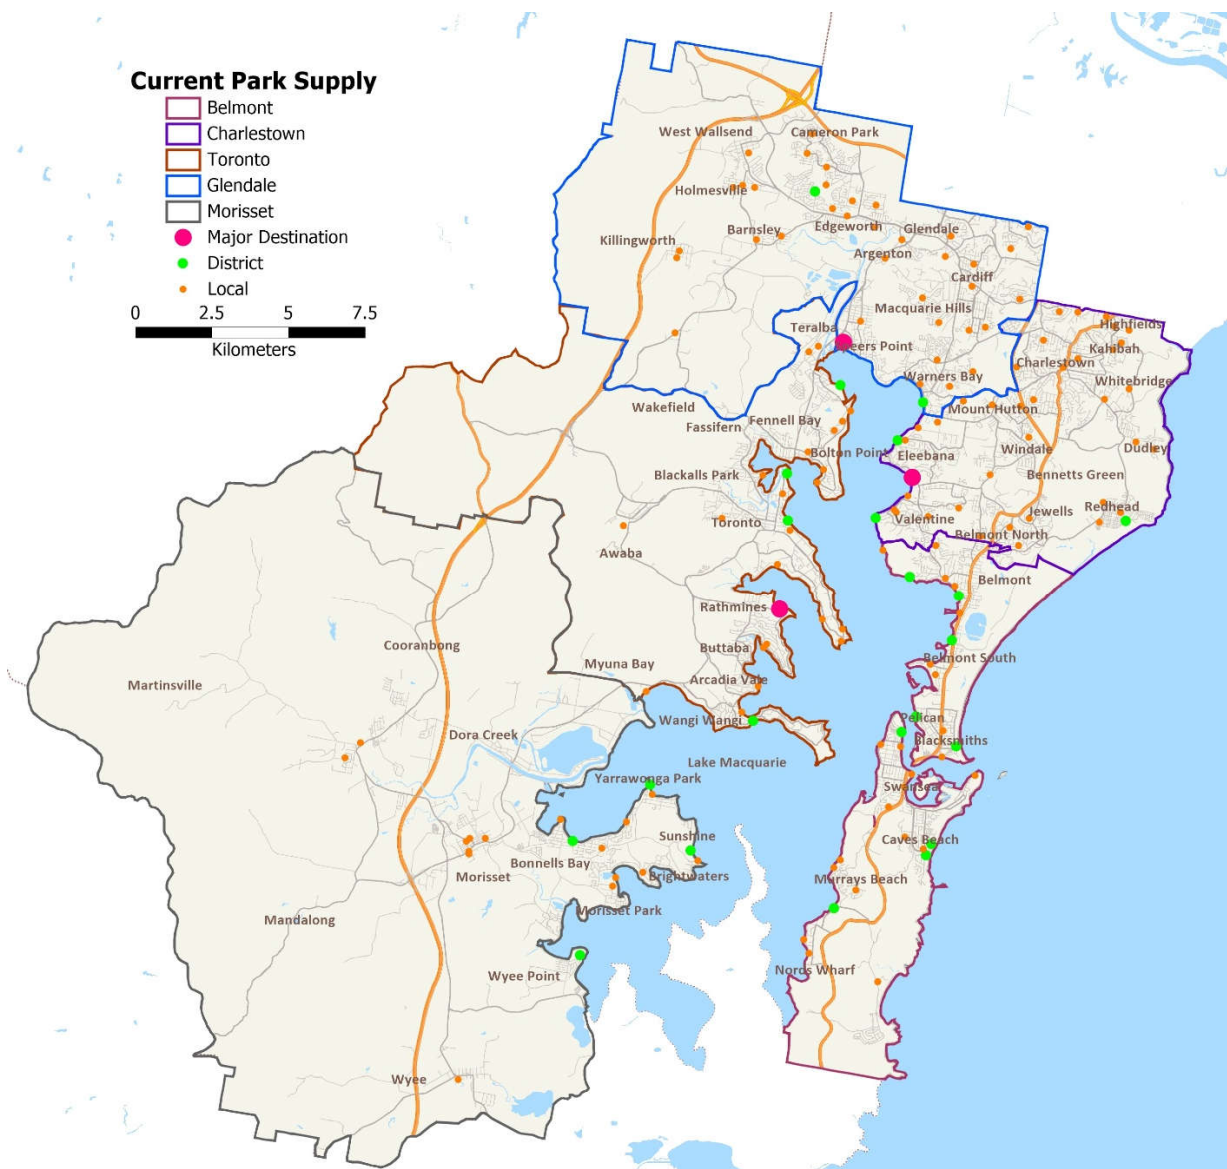 Current Park Supply
Belmont
Charlestown
Toronto
Glendale
Morisset
Major Destination
District
Local
0 2.5 5 7.5
Kilometers
West Wallsend
Cameron Park
Holmesville
Edgeworth
Glendale
Barnsley
Killingworth
Argenton
Cardiff
Macquarie Hills
Teralba
Speers Point
Highfields
Kahibah
Charlestown
Warners Bay
Whitebridge
Wakefield
Mount Hutton
Fennell Bay
Fassifern
Bolton Point
Eleebana
Windale
Dudley
Blackalls Park
Bennetts Green
Toronto
Valentine
Jewells
Redhead
Belmont North
Awaba
Belmont
Rathmines
Cooranbong
Buttaba
Myuna Bay
Belmont South
Arcadia Vale
Martinsville
Wangi Wangi
Pelican
Dora Creek
Blacksmiths
Lake Macquarie
Yarrawonga Park
Swansea
Sunshine
Caves Beach
Bonnells Bay
Morisset
Brightwaters
Murrays Beach
Morisset Park
Mandalong
Wyee Point
Nords Wharf
Wyee